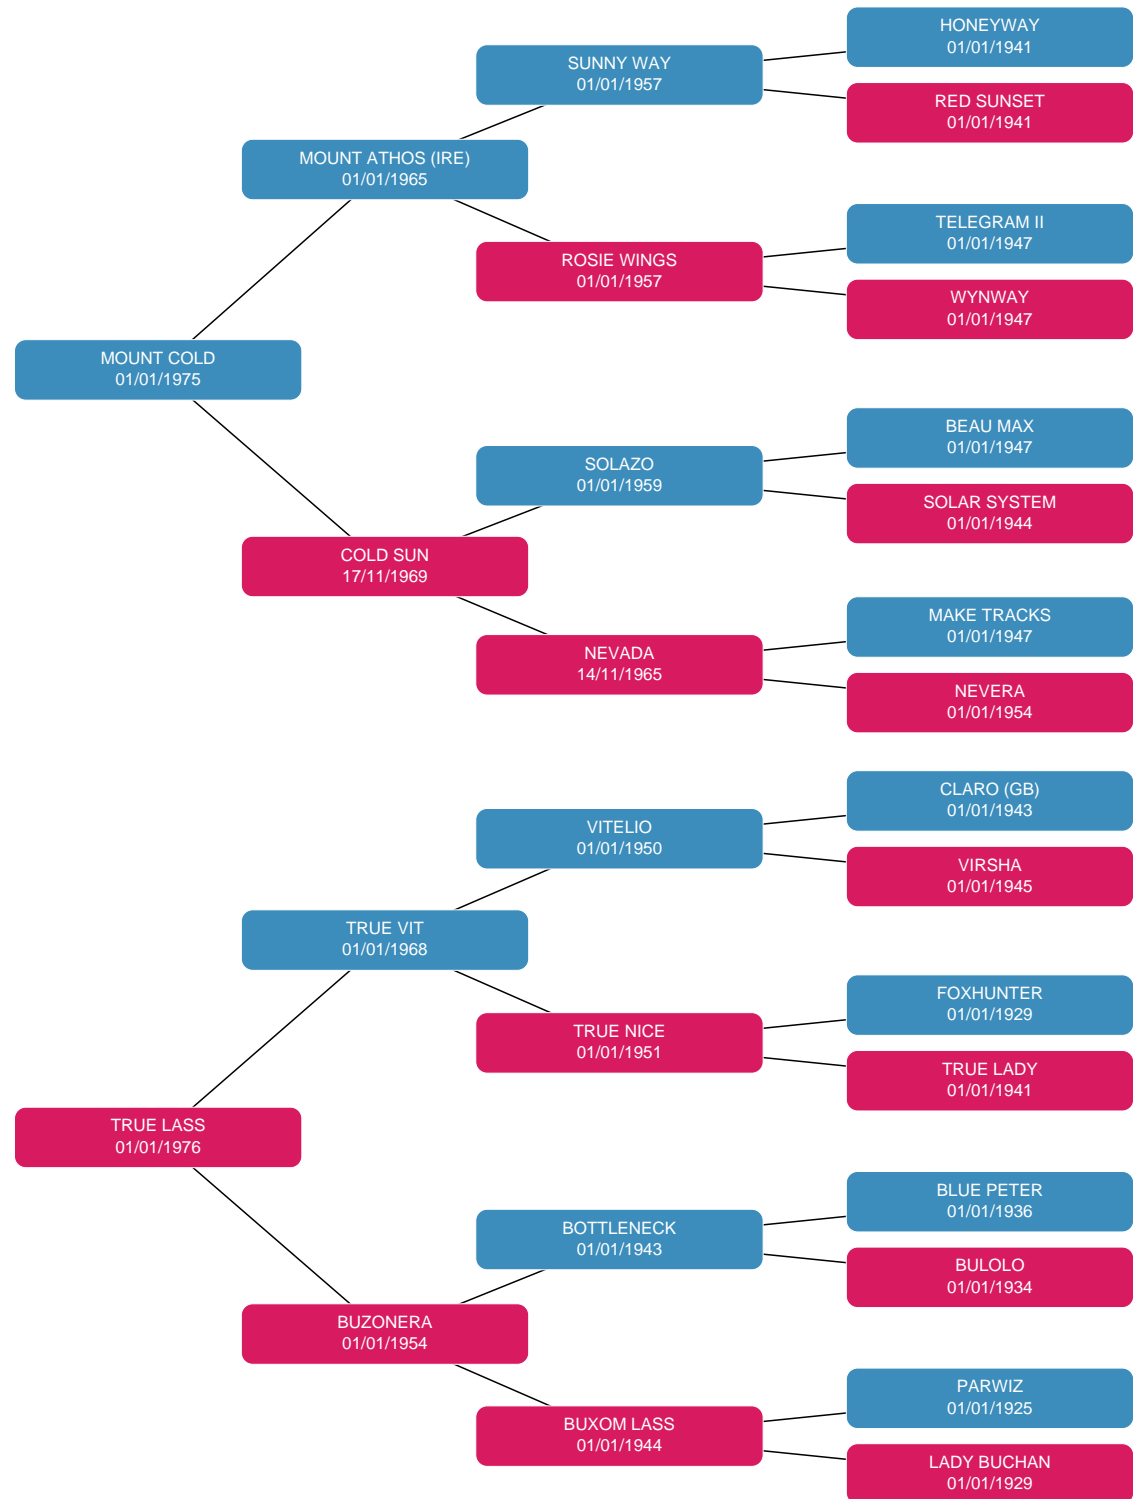 HONEYWAY
01/01/1941
SUNNY WAY
01/01/1957
RED SUNSET
01/01/1941
MOUNT ATHOS (IRE)
01/01/1965
TELEGRAM II
01/01/1947
ROSIE WINGS
01/01/1957
WYNWAY
01/01/1947
MOUNT COLD
01/01/1975
BEAU MAX
01/01/1947
SOLAZO
01/01/1959
SOLAR SYSTEM
01/01/1944
COLD SUN
17/11/1969
MAKE TRACKS
01/01/1947
NEVADA
14/11/1965
NEVERA
01/01/1954
CLARO (GB)
01/01/1943
VITELIO
01/01/1950
VIRSHA
01/01/1945
TRUE VIT
01/01/1968
FOXHUNTER
01/01/1929
TRUE NICE
01/01/1951
TRUE LADY
01/01/1941
TRUE LASS
01/01/1976
BLUE PETER
01/01/1936
BOTTLENECK
01/01/1943
BULOLO
01/01/1934
BUZONERA
01/01/1954
PARWIZ
01/01/1925
BUXOM LASS
01/01/1944
LADY BUCHAN
01/01/1929